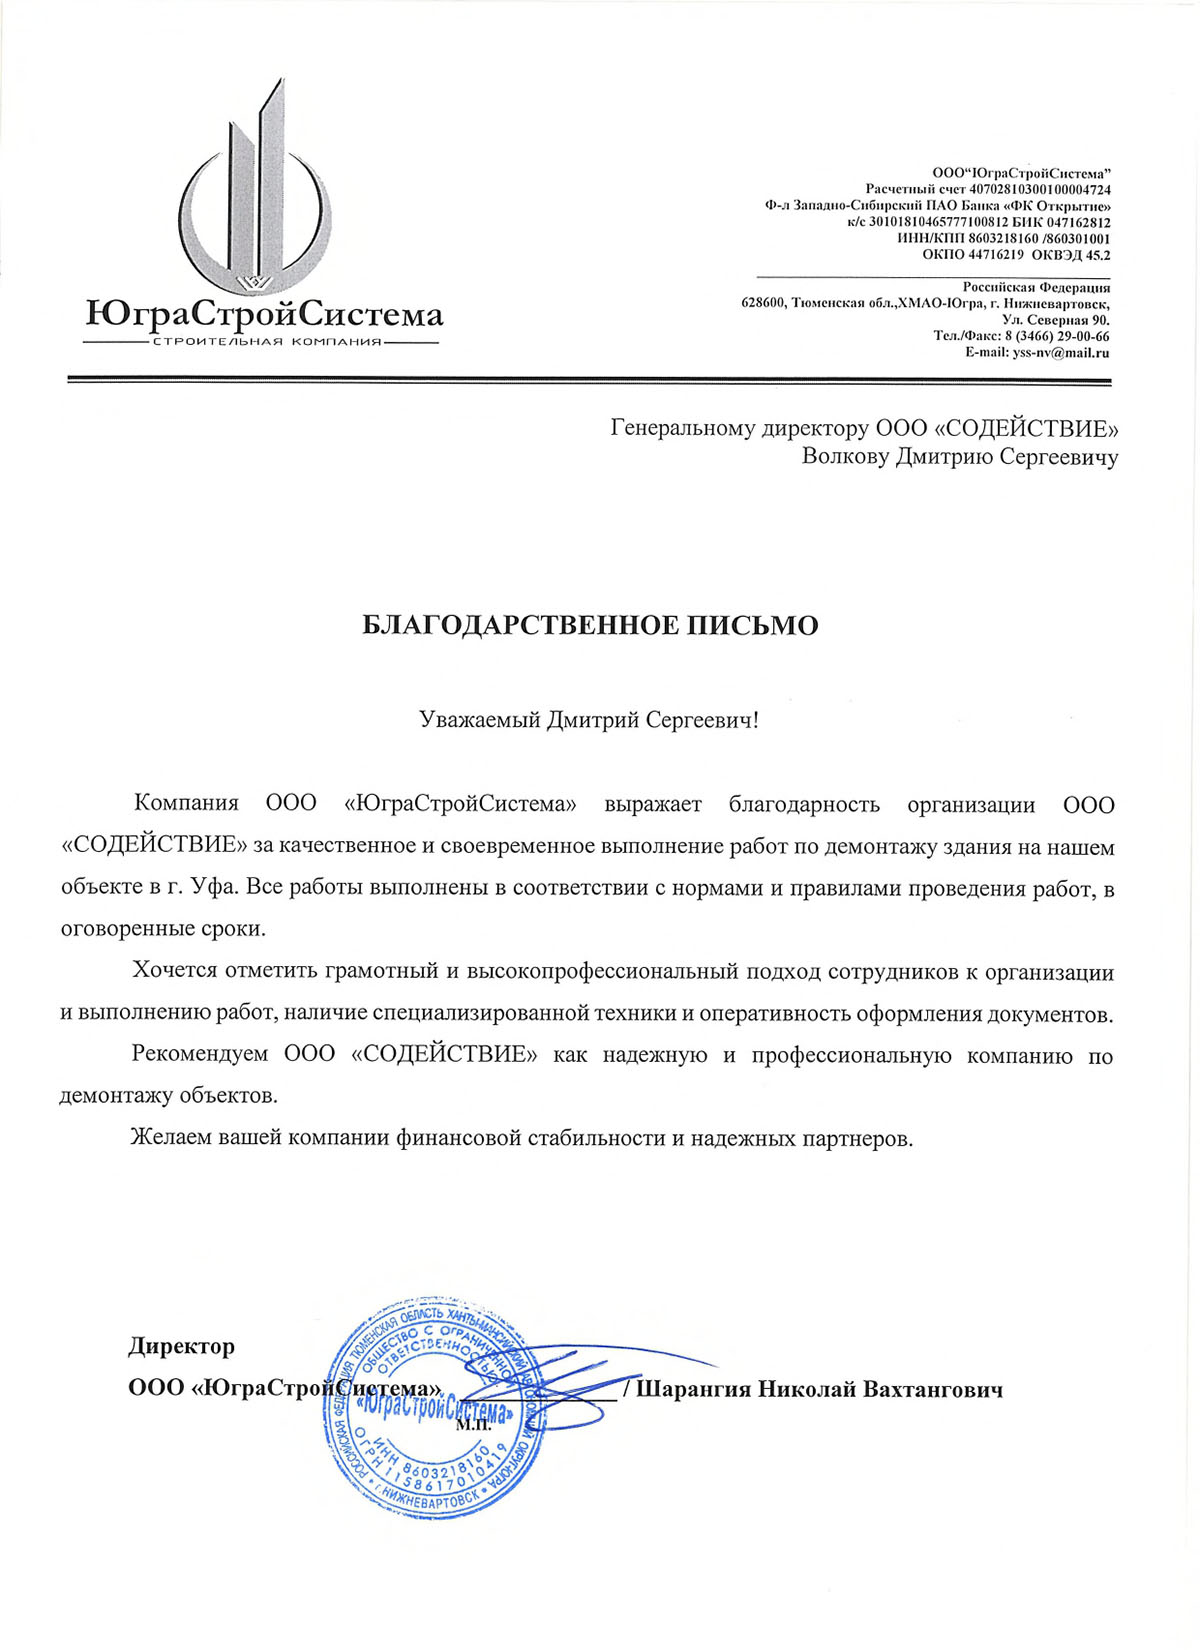 ЮграСтройСистема
СТРОИТЕЛЬНАЯ КОМПАНИЯ
ООО“ЮграСтройСистема”
Расчетный счет 40702810300100004724
Ф-л Западно-Сибирский ПАО Банка «ФК Открытие»
к/с 30101810465777100812 БИК 047162812
ИНН/КПП 8603218160 /860301001
ОКПО 44716219 ОКВЭД 45.2
Российская Федерация
628600, Тюменская обл.,ХМАО-Югра, г. Нижневартовск,
Ул. Северная 90.
Тел./Факс: 8 (3466) 29-00-66
E-mail: yss-nv@mail.ru
Генеральному директору ООО «СОДЕЙСТВИЕ»
Волкову Дмитрию Сергеевичу
БЛАГОДАРСТВЕННОЕ ПИСЬМО
Уважаемый Дмитрий Сергеевич!
Компания ООО «ЮграСтройСистема» выражает благодарность организации ООО
«СОДЕЙСТВИЕ» за качественное и своевременное выполнение работ по демонтажу здания на нашем
объекте в г. Уфа. Все работы выполнены в соответствии с нормами и правилами проведения работ, в
оговоренные сроки.
Хочется отметить грамотный и высокопрофессиональный подход сотрудников к организации
и выполнению работ, наличие специализированной техники и оперативность оформления документов.
Рекомендуем ООО «СОДЕЙСТВИЕ» как надежную и профессиональную компанию по
демонтажу объектов.
Желаем вашей компании финансовой стабильности и надежных партнеров.
Директор
ООО «ЮграСтройСистема» / Шарангия Николай Вахтангович
М.П.
РОССИЙСКАЯ ФЕДЕРАЦИЯ ТЮМЕНСКАЯ ОБЛАСТЬ ХАНТЫ-МАНСИЙСКИЙ АВТОНОМНЫЙ ОКРУГ-ЮГРА
г.НИЖНЕВАРТОВСК
ОБЩЕСТВО С ОГРАНИЧЕННОЙ
ОТВЕТСТВЕННОСТЬЮ
«ЮграСтройСистема»
ИНН 8603218160
ОГРН 1158617010419